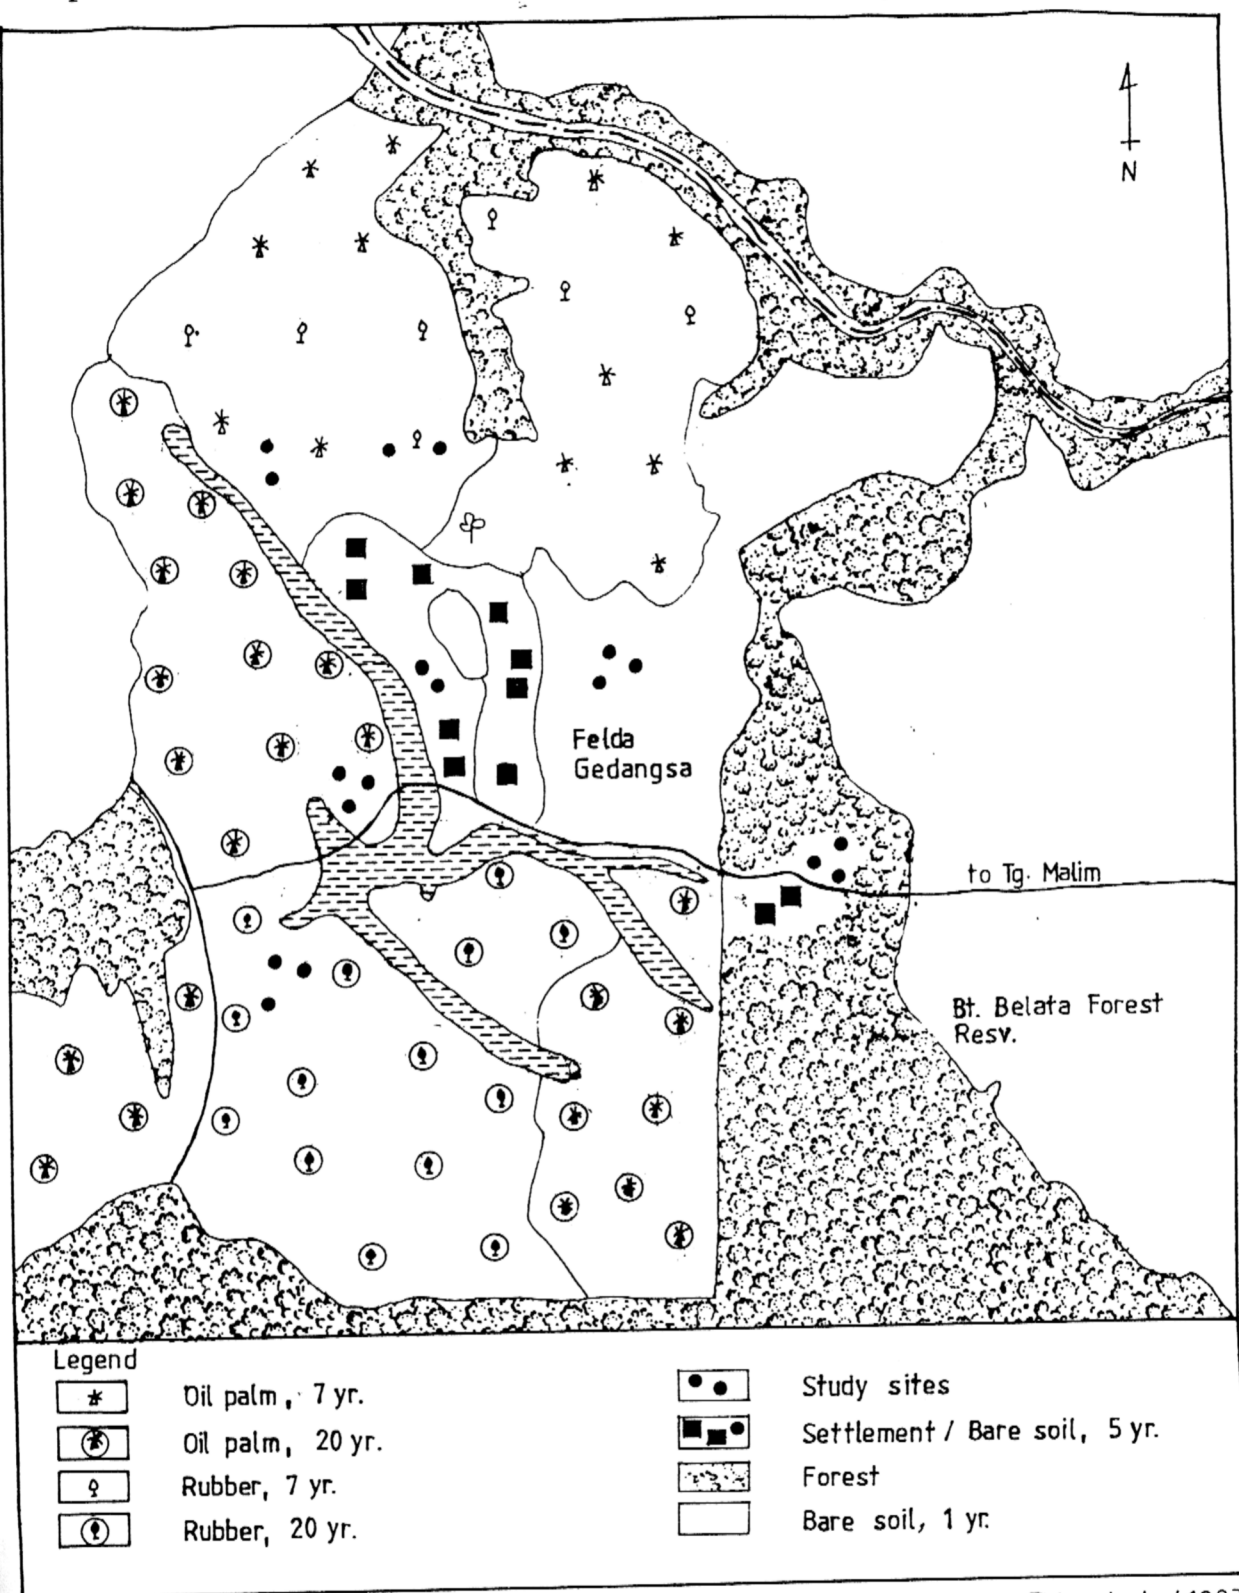 N
Felda
Gedangsa
to Tg. Malim
Bt. Belata Forest
Resv.
Legend
Oil palm, 7 yr.
Oil palm, 20 yr.
Rubber, 7 yr.
Rubber, 20 yr.
Study sites
Settlement / Bare soil, 5 yr.
Forest
Bare soil, 1 yr.